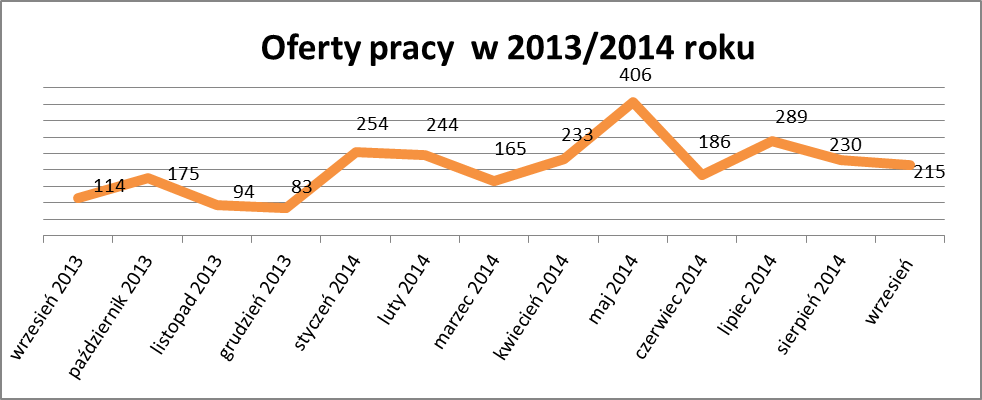 Oferty pracy  w 2013/2014 roku
114
175
94
83
254
244
165
233
406
186
289
230
215
wrzesień 2013
październik 2013
listopad 2013
grudzień 2013
styczeń 2014
luty 2014
marzec 2014
kwiecień 2014
maj 2014
czerwiec 2014
lipiec 2014
sierpień 2014
wrzesień